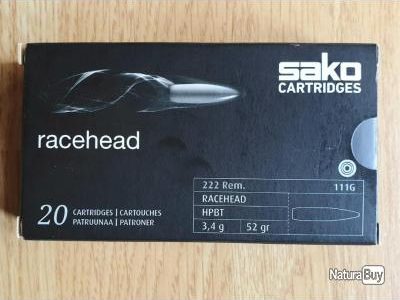 sako
CARTRIDGES
racehead
20 CARTRIDGES | CARTOUCHES
PATRUUNAA | PATRONER
222 Rem. 111G
RACEHEAD
HPBT
3,4 g 52 gr
NaturaBuy